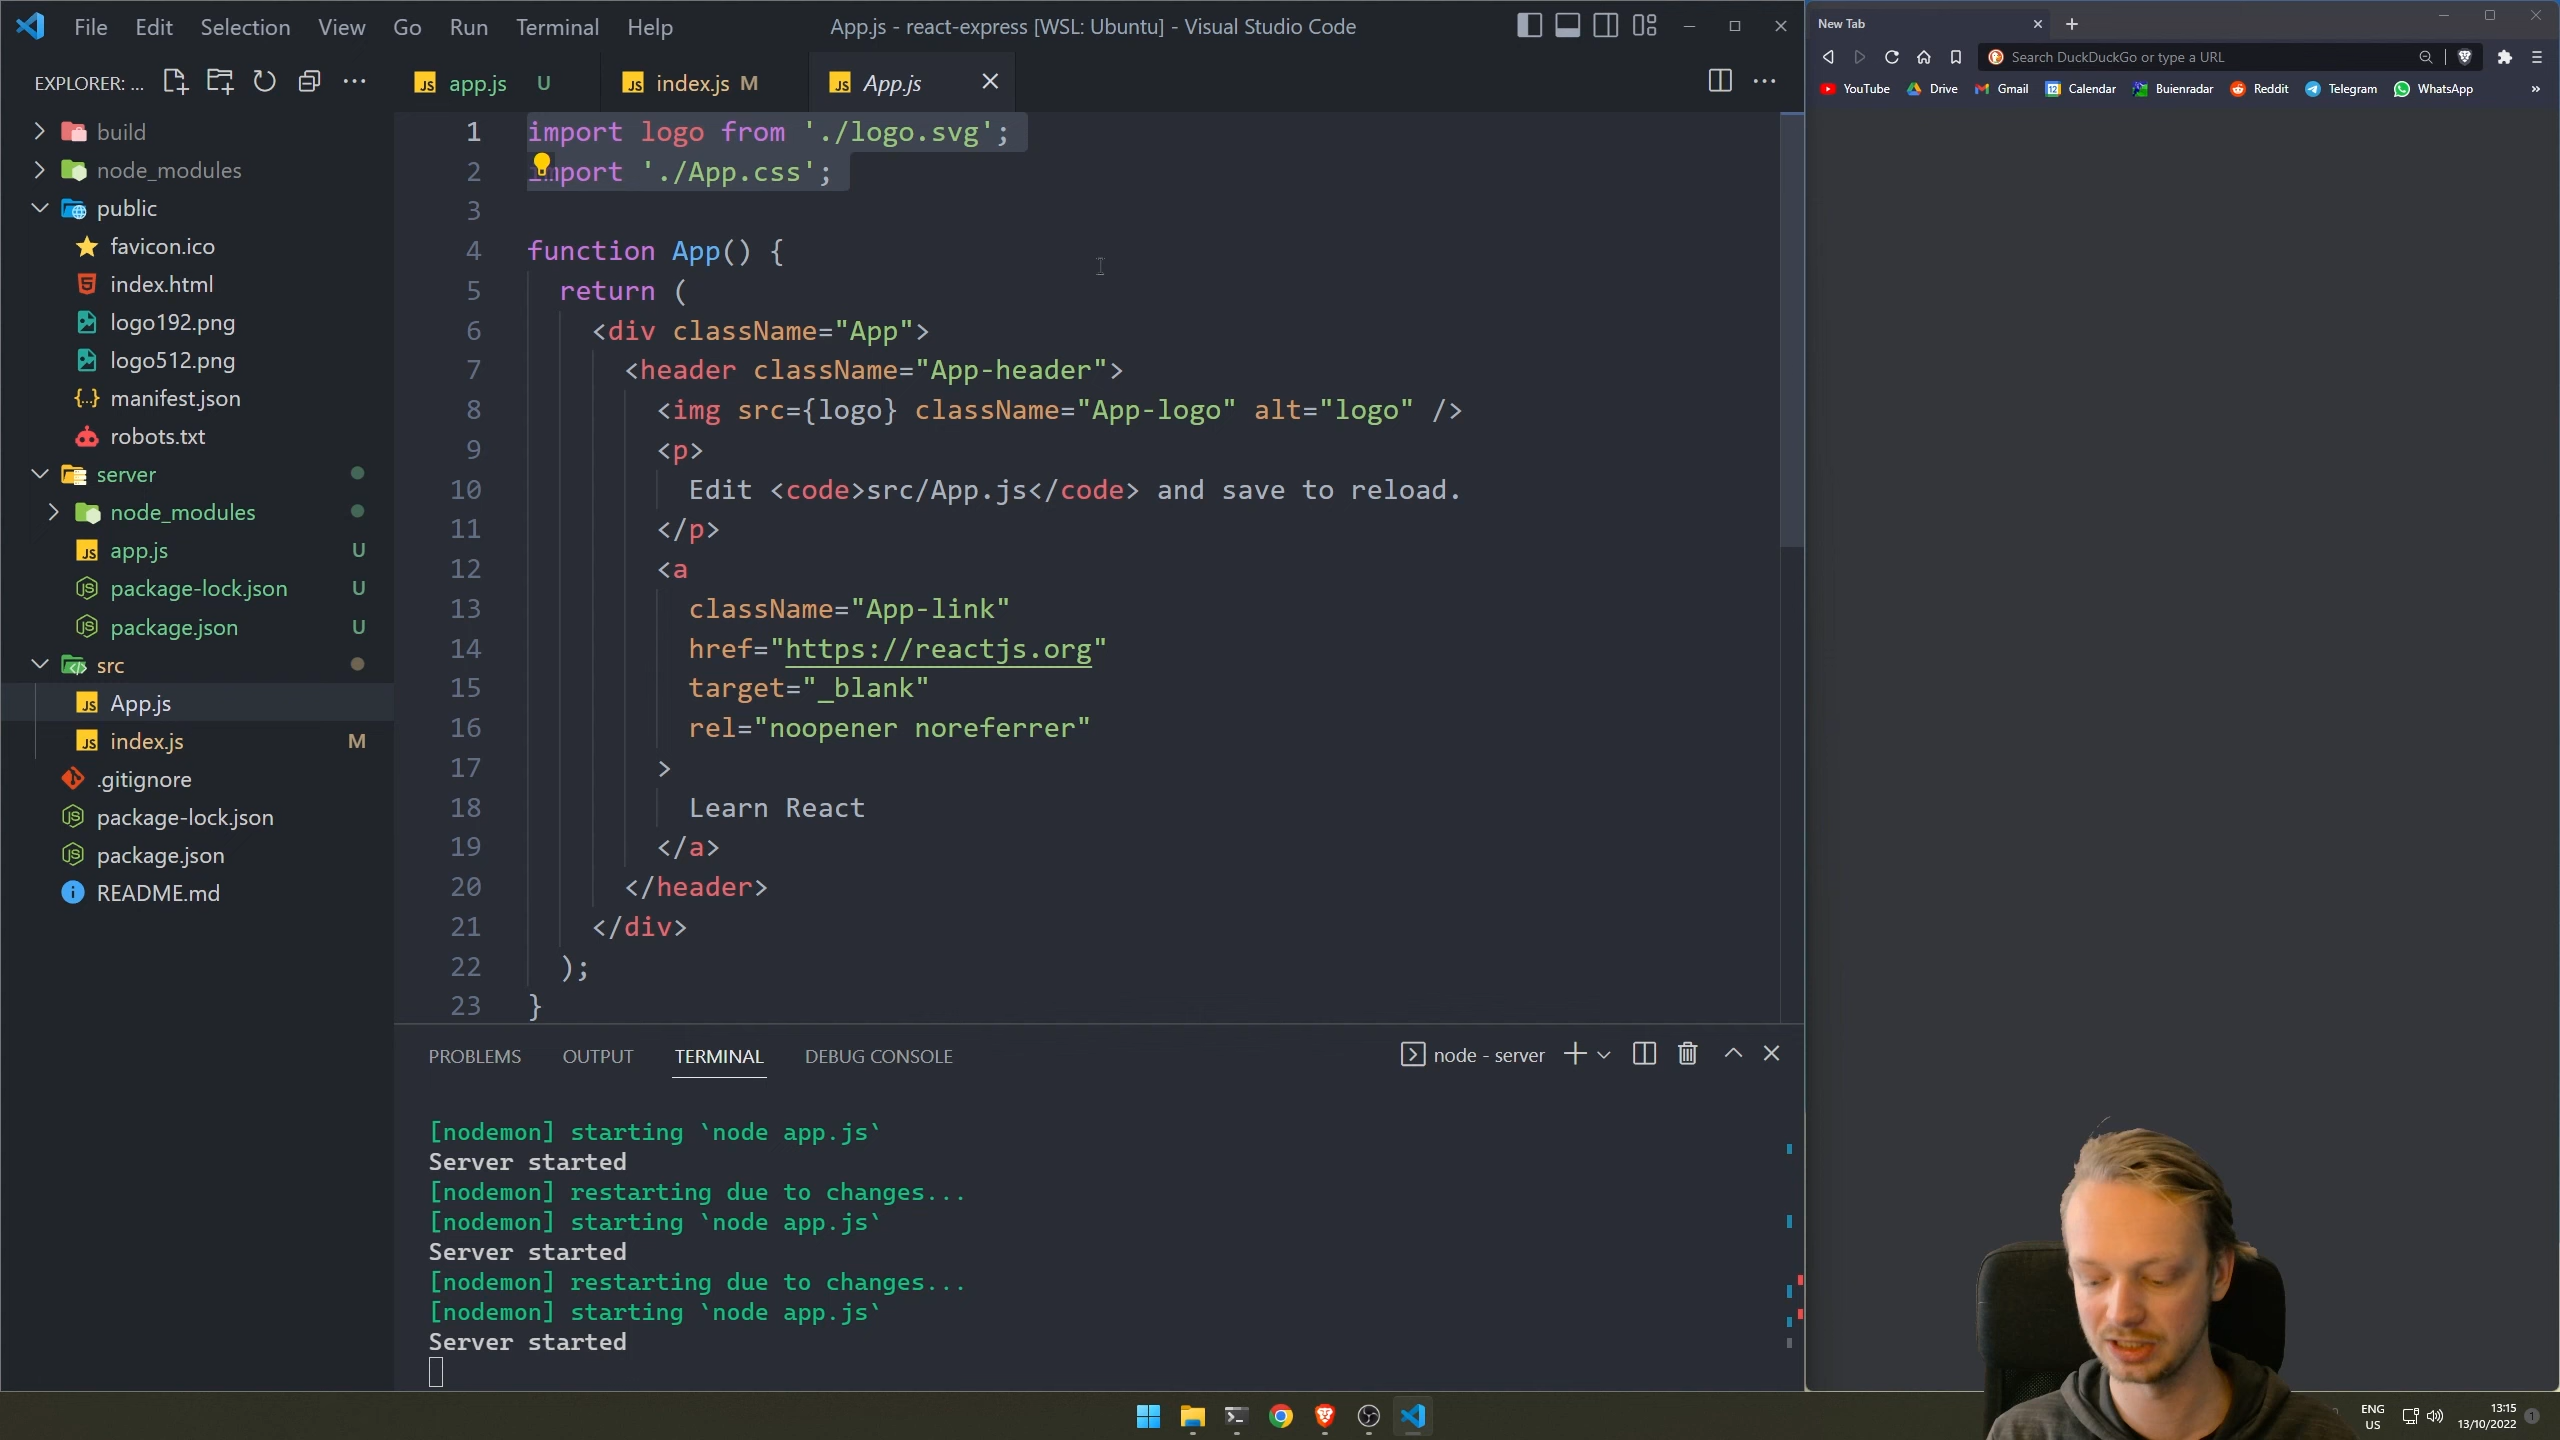 File Edit Selection View Go Run Terminal Help
App.js - react-express [WSL: Ubuntu] - Visual Studio Code
EXPLORER: ...
build
node_modules
public
favicon.ico
index.html
logo192.png
logo512.png
manifest.json
robots.txt
server
node_modules
app.js U
package-lock.json U
package.json U
src
App.js
index.js M
.gitignore
package-lock.json
package.json
README.md
app.js U
index.js M
App.js
1 import logo from './logo.svg';
2 import './App.css';
3
4 function App() {
5 return (
6 <div className="App">
7 <header className="App-header">
8 <img src={logo} className="App-logo" alt="logo" />
9 <p>
10 Edit <code>src/App.js</code> and save to reload.
11 </p>
12 <a
13 className="App-link"
14 href="https://reactjs.org"
15 target="_blank"
16 rel="noopener noreferrer"
17 >
18 Learn React
19 </a>
20 </header>
21 </div>
22 );
23 }
PROBLEMS OUTPUT TERMINAL DEBUG CONSOLE
node - server
[nodemon] starting `node app.js`
Server started
[nodemon] restarting due to changes...
[nodemon] starting `node app.js`
Server started
[nodemon] restarting due to changes...
[nodemon] starting `node app.js`
Server started
New Tab
Search DuckDuckGo or type a URL
YouTube Drive Gmail Calendar Buienradar Reddit Telegram WhatsApp
ENG
US
13:15
13/10/2022
1